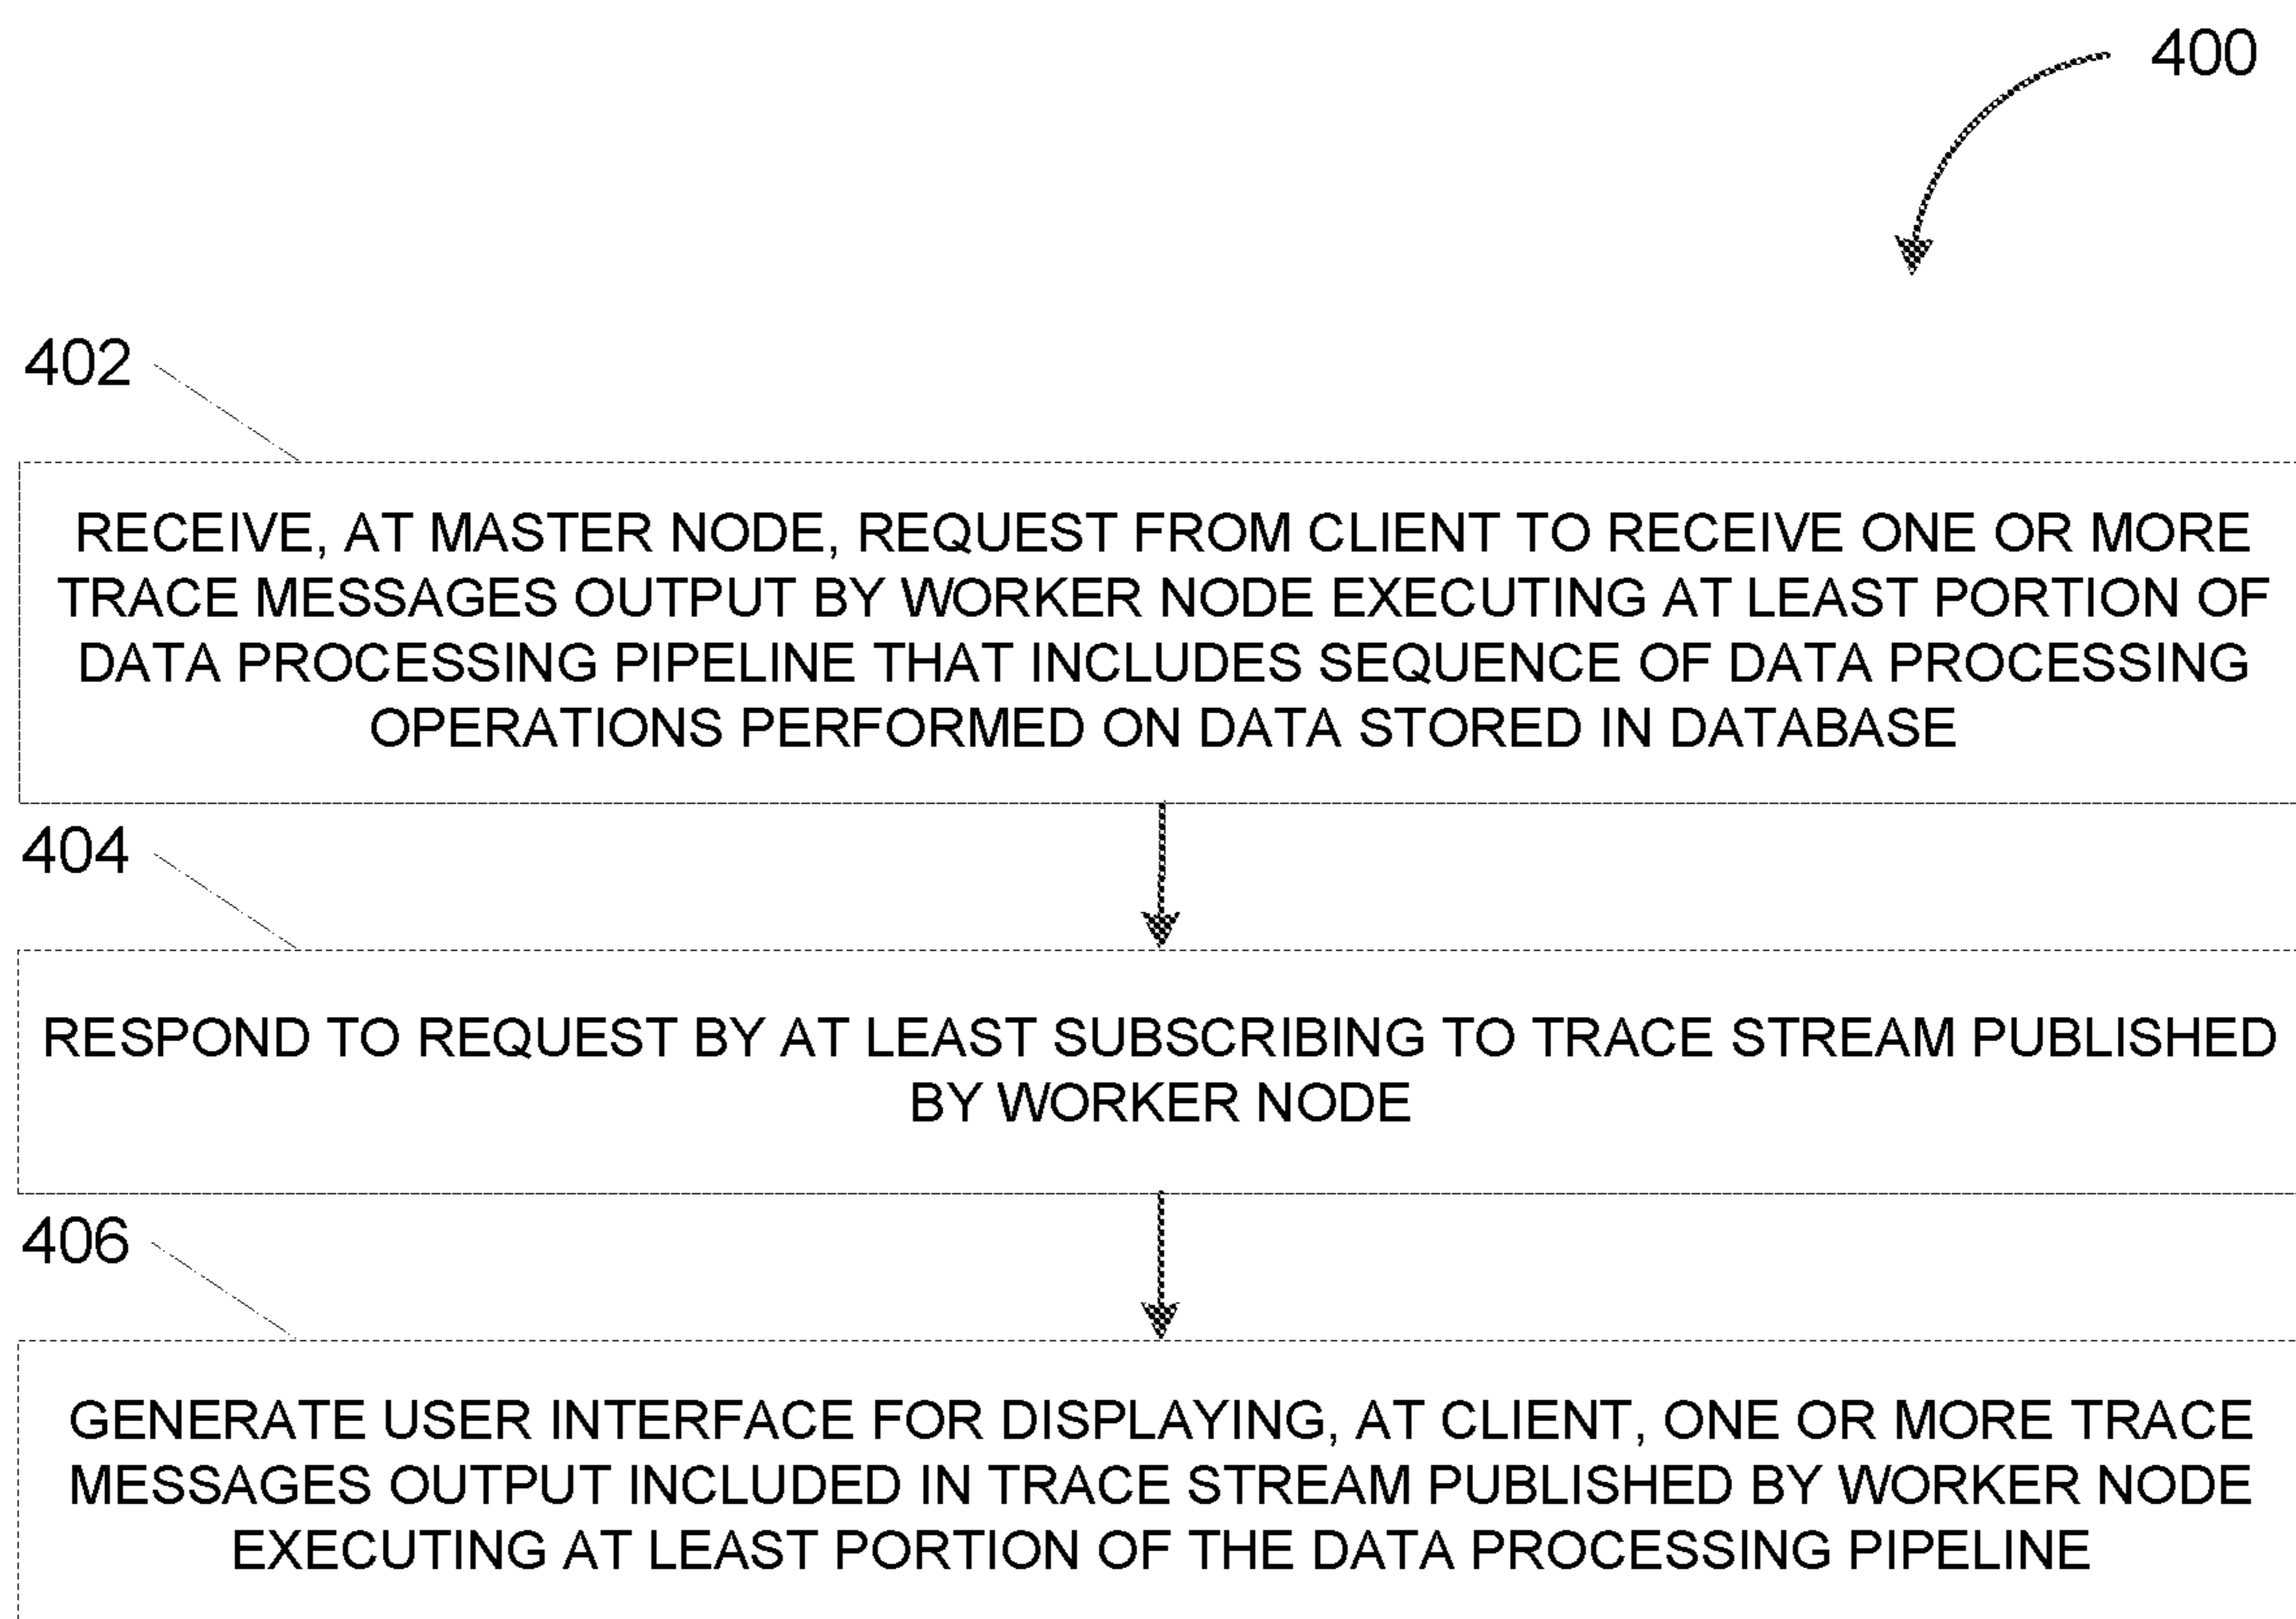 400
402
RECEIVE, AT MASTER NODE, REQUEST FROM CLIENT TO RECEIVE ONE OR MORE
TRACE MESSAGES OUTPUT BY WORKER NODE EXECUTING AT LEAST PORTION OF
DATA PROCESSING PIPELINE THAT INCLUDES SEQUENCE OF DATA PROCESSING
OPERATIONS PERFORMED ON DATA STORED IN DATABASE
404
RESPOND TO REQUEST BY AT LEAST SUBSCRIBING TO TRACE STREAM PUBLISHED
BY WORKER NODE
406
GENERATE USER INTERFACE FOR DISPLAYING, AT CLIENT, ONE OR MORE TRACE
MESSAGES OUTPUT INCLUDED IN TRACE STREAM PUBLISHED BY WORKER NODE
EXECUTING AT LEAST PORTION OF THE DATA PROCESSING PIPELINE